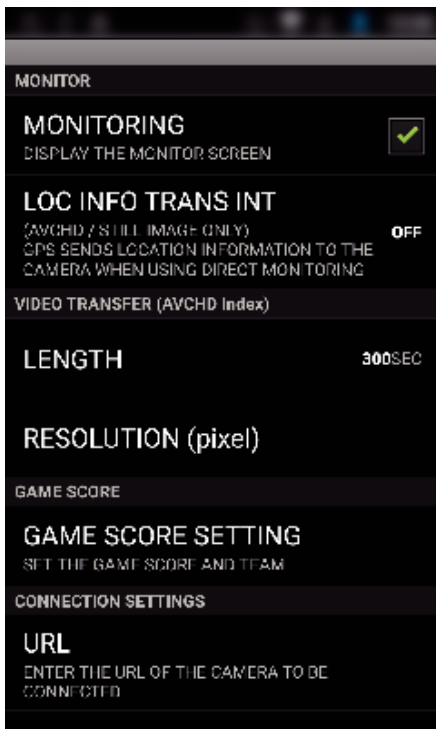 MONITOR
MONITORING
DISPLAY THE MONITOR SCREEN
LOC INFO TRANS INT
(AVCHD / STILL IMAGE ONLY)
OFF
GPS SENDS LOCATION INFORMATION TO THE
CAMERA WHEN USING DIRECT MONITORING
VIDEO TRANSFER (AVCHD Index)
LENGTH 300SEC
RESOLUTION (pixel)
GAME SCORE
GAME SCORE SETTING
SET THE GAME SCORE AND TEAM
CONNECTION SETTINGS
URL
ENTER THE URL OF THE CAMERA TO BE
CONNECTED